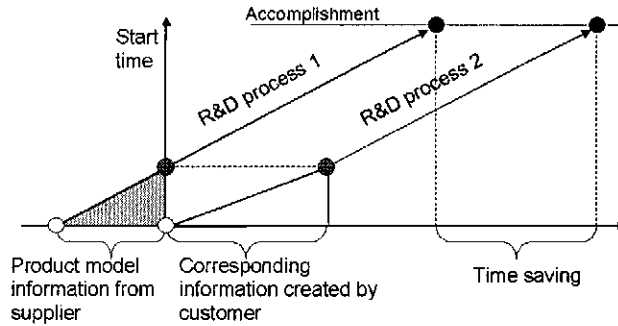 Accomplishment
Start
time
R&D process 1
R&D process 2
Product model
information from
supplier
Corresponding
information created by
customer
Time saving